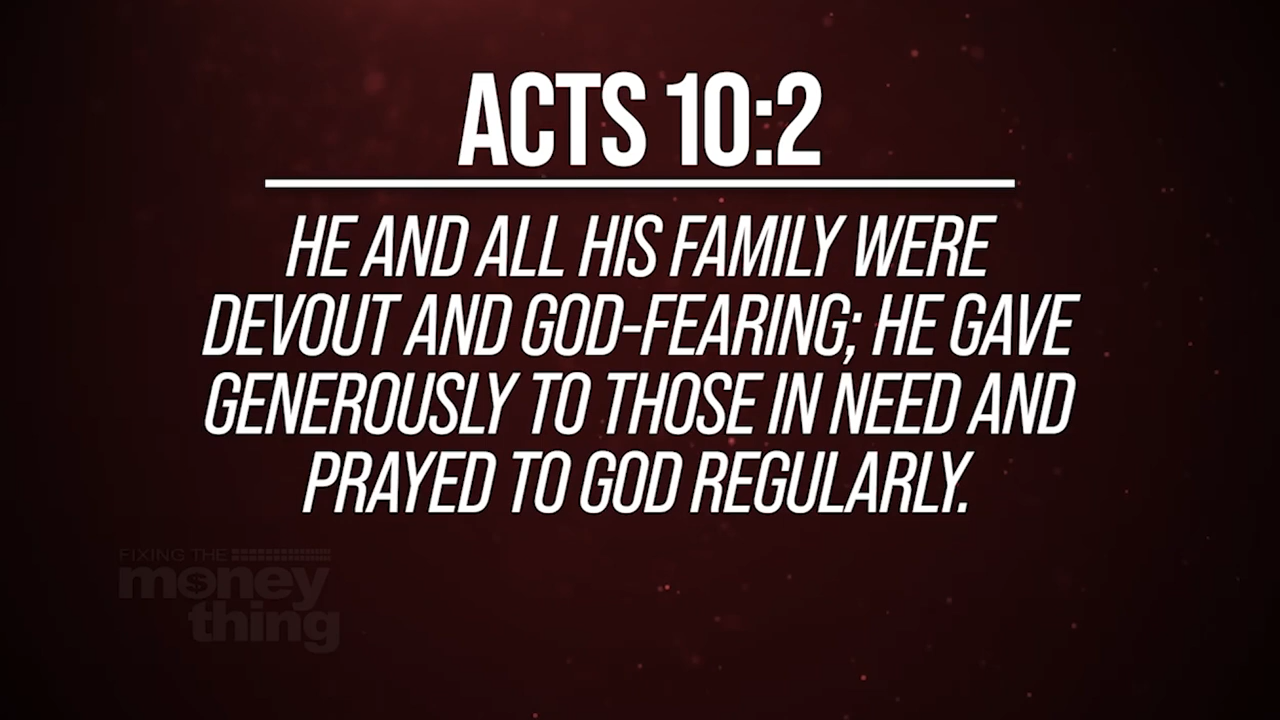 ACTS 10:2
HE AND ALL HIS FAMILY WERE
DEVOUT AND GOD-FEARING; HE GAVE
GENEROUSLY TO THOSE IN NEED AND
PRAYED TO GOD REGULARLY.
FIXING THE
money
thing